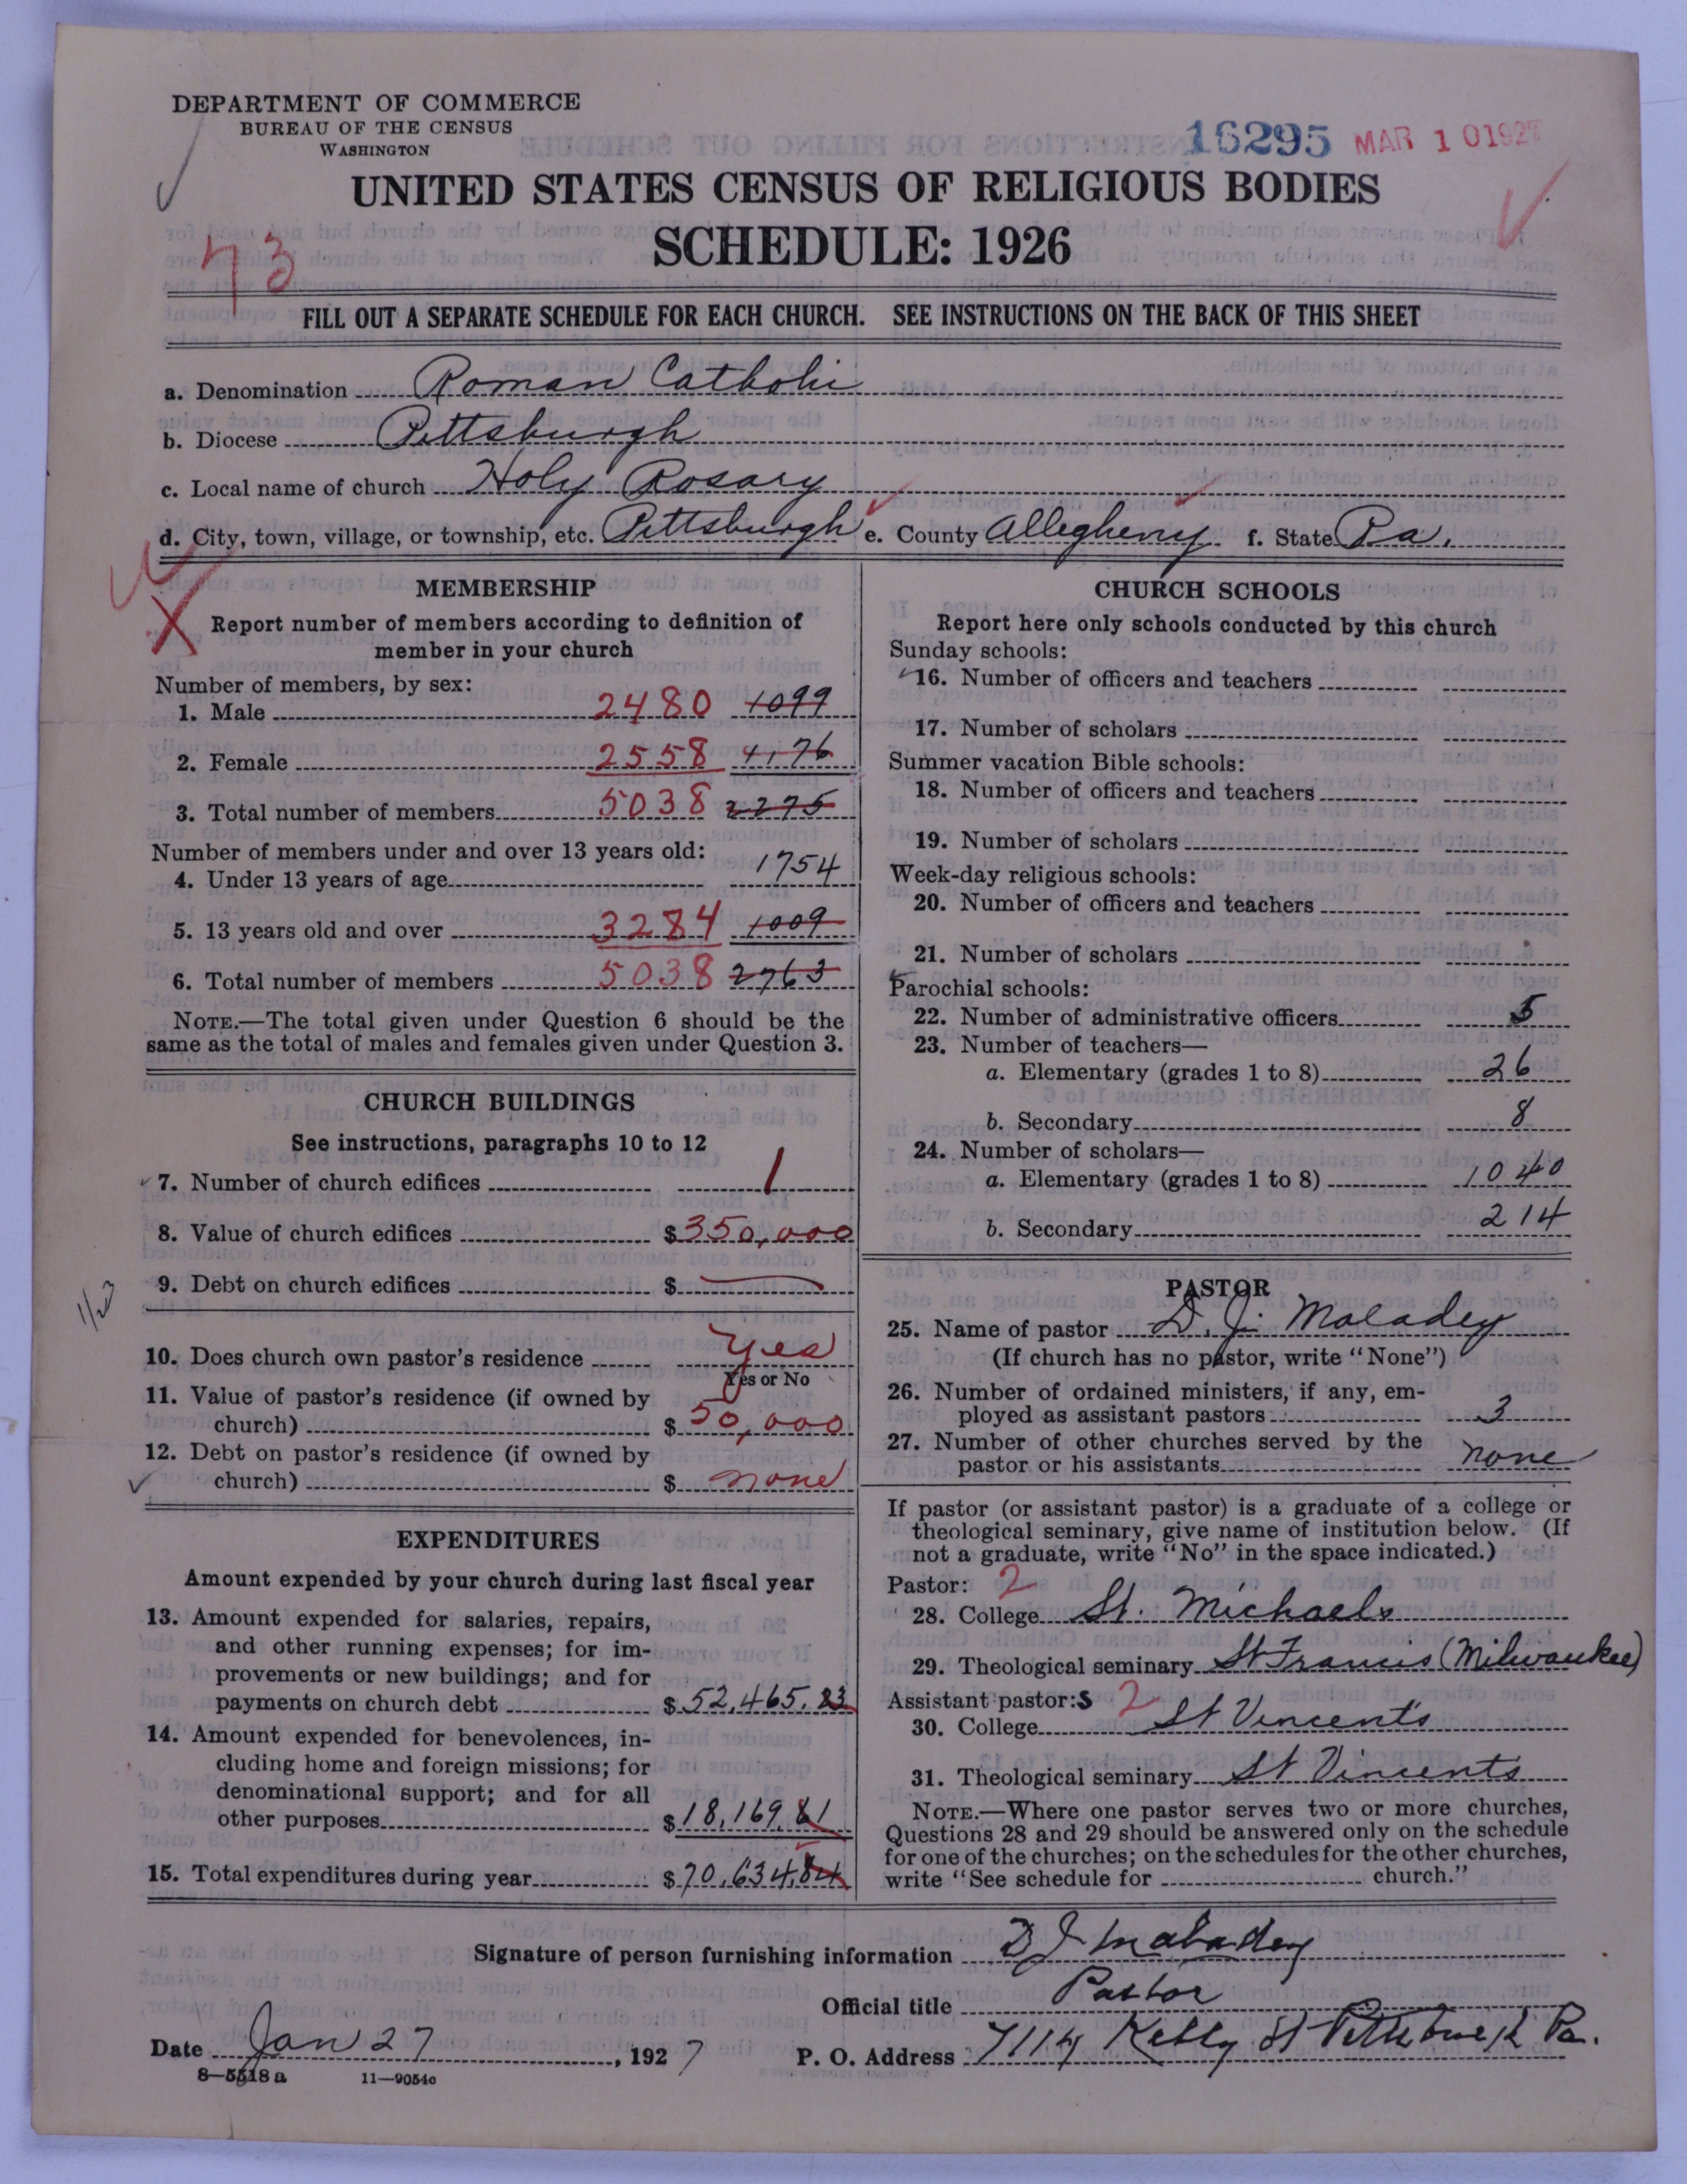 DEPARTMENT OF COMMERCE
BUREAU OF THE CENSUS
WASHINGTON
16295 MAR 10 1927
UNITED STATES CENSUS OF RELIGIOUS BODIES
SCHEDULE: 1926
73
FILL OUT A SEPARATE SCHEDULE FOR EACH CHURCH. SEE INSTRUCTIONS ON THE BACK OF THIS SHEET
a. Denomination Roman Catholic
b. Diocese Pittsburgh
c. Local name of church Holy Rosary
d. City, town, village, or township, etc. Pittsburgh e. County Allegheny f. State Pa.
MEMBERSHIP
Report number of members according to definition of
member in your church
Number of members, by sex:
1. Male 2480 1099
2. Female 2558 1176
3. Total number of members 5038 2275
Number of members under and over 13 years old:
4. Under 13 years of age 1754
5. 13 years old and over 3284 1009
6. Total number of members 5038 2763
NOTE.—The total given under Question 6 should be the
same as the total of males and females given under Question 3.
CHURCH BUILDINGS
See instructions, paragraphs 10 to 12
7. Number of church edifices 1
8. Value of church edifices $350,000
9. Debt on church edifices $
1/27
10. Does church own pastor's residence Yes
Yes or No
11. Value of pastor's residence (if owned by
church) $50,000
12. Debt on pastor's residence (if owned by
church) $ none
EXPENDITURES
Amount expended by your church during last fiscal year
13. Amount expended for salaries, repairs,
and other running expenses; for im-
provements or new buildings; and for
payments on church debt $52,465.23
14. Amount expended for benevolences, in-
cluding home and foreign missions; for
denominational support; and for all
other purposes $18,169.61
15. Total expenditures during year $70,634.84
CHURCH SCHOOLS
Report here only schools conducted by this church
Sunday schools:
16. Number of officers and teachers
17. Number of scholars
Summer vacation Bible schools:
18. Number of officers and teachers
19. Number of scholars
Week-day religious schools:
20. Number of officers and teachers
21. Number of scholars
Parochial schools:
22. Number of administrative officers 5
23. Number of teachers—
a. Elementary (grades 1 to 8) 26
b. Secondary 8
24. Number of scholars—
a. Elementary (grades 1 to 8) 1040
b. Secondary 214
PASTOR
25. Name of pastor D. J. Malady
(If church has no pastor, write "None")
26. Number of ordained ministers, if any, em-
ployed as assistant pastors 3
27. Number of other churches served by the
pastor or his assistants none
If pastor (or assistant pastor) is a graduate of a college or
theological seminary, give name of institution below. (If
not a graduate, write "No" in the space indicated.)
Pastor: 2
28. College St. Michaels
29. Theological seminary St Francis (Milwaukee)
Assistant pastor:s 2
30. College St Vincent's
31. Theological seminary St Vincents
NOTE.—Where one pastor serves two or more churches,
Questions 28 and 29 should be answered only on the schedule
for one of the churches; on the schedules for the other churches,
write "See schedule for church."
Signature of person furnishing information D J Malady
Official title Pastor
Date Jan 27, 1927 P. O. Address 7114 Kelly St Pittsburgh Pa.
8—5518 a 11—9054c